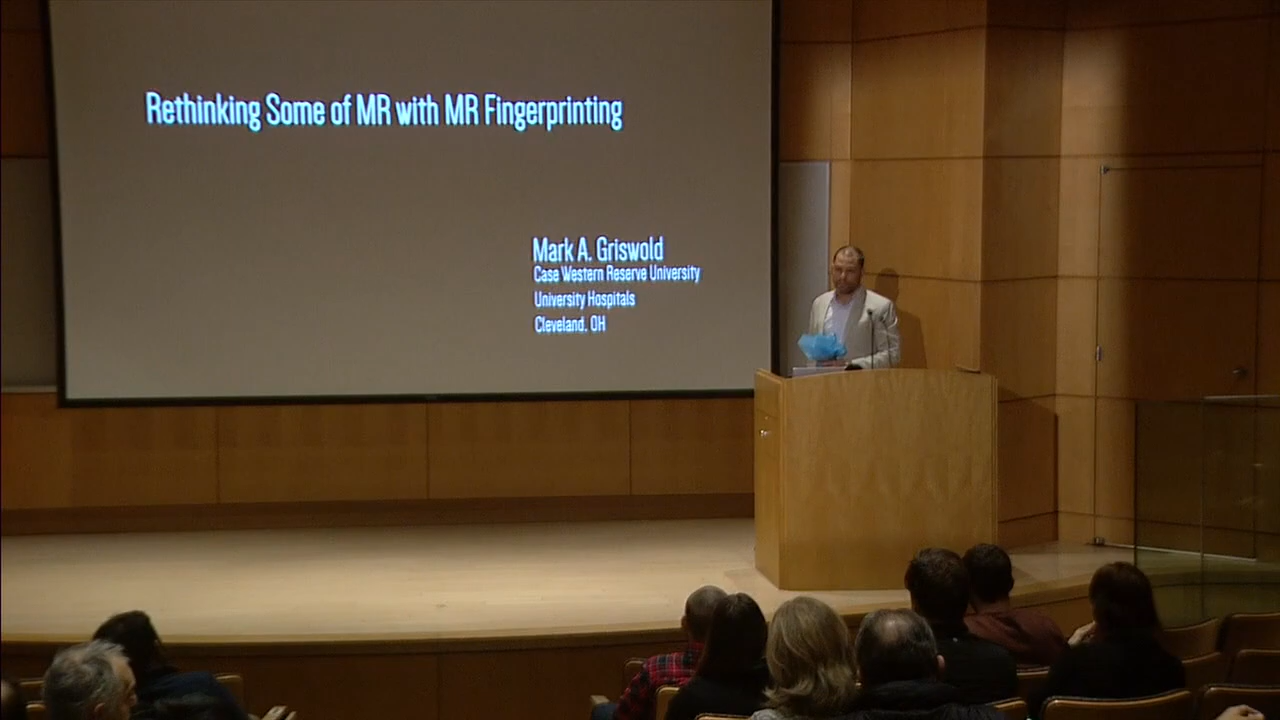 Rethinking Some of MR with MR Fingerprinting
Mark A. Griswold
Case Western Reserve University
University Hospitals
Cleveland, OH